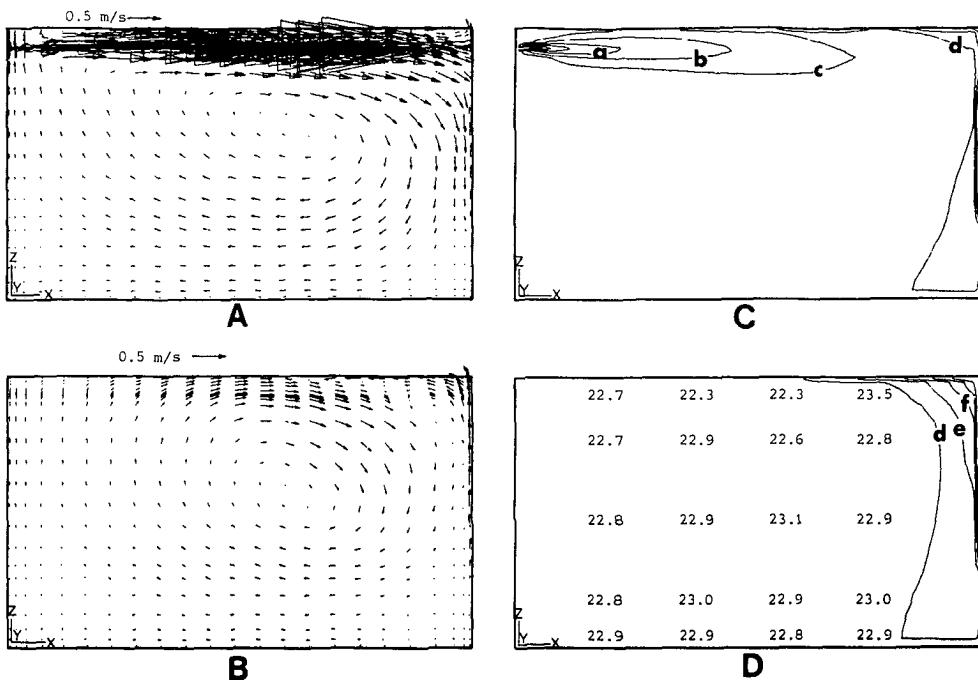 0.5 m/s
Z
Y X
A
a
b
c
d
Z
Y X
C
0.5 m/s
Z
Y X
B
22.7 22.3 22.3 23.5
f
d e
22.7 22.9 22.6 22.8
22.8 22.9 23.1 22.9
22.8 23.0 22.9 23.0
22.9 22.9 22.8 22.9
Z
Y X
D